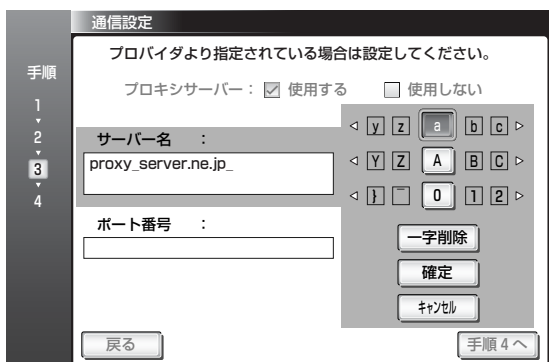 通信設定
プロバイダより指定されている場合は設定してください。
手順
1
2
3
4
プロキシサーバー： 使用する 使用しない
サーバー名 ：
proxy_server.ne.jp_
ポート番号 ：
y z a b c
Y Z A B C
} ￣ 0 1 2
一字削除
確定
ｷｬﾝｾﾙ
戻る
手順4へ